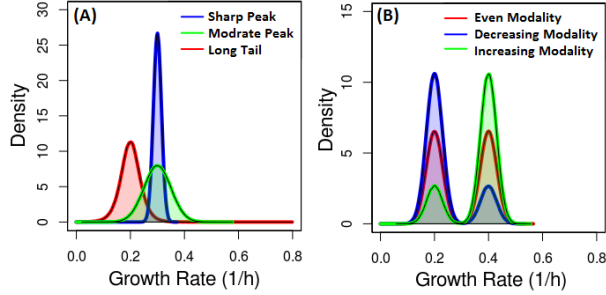 (A)
Sharp Peak
Modrate Peak
Long Tail
Density
30
25
20
15
10
5
0
0.0 0.2 0.4 0.6 0.8
Growth Rate (1/h)
(B)
Even Modality
Decreasing Modality
Increasing Modality
Density
15
10
5
0
0.0 0.2 0.4 0.6 0.8
Growth Rate (1/h)